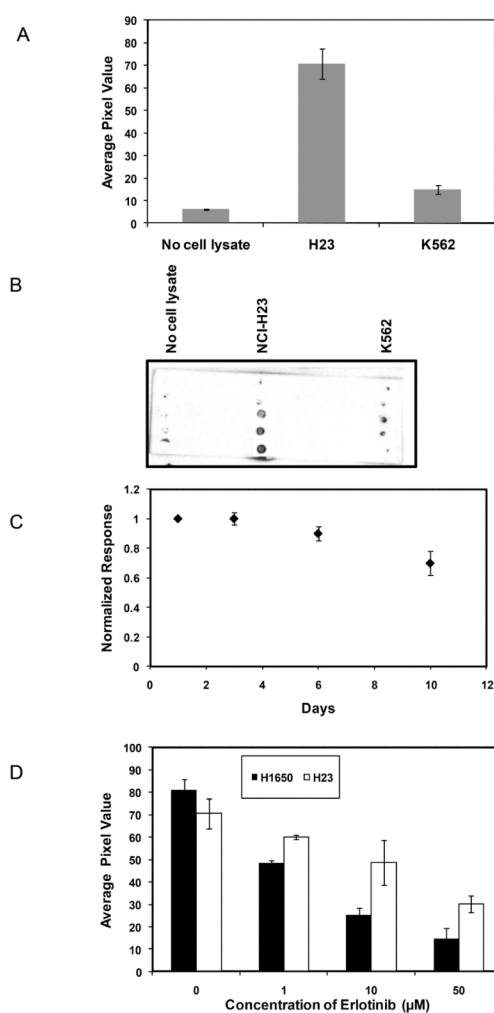 A
Average Pixel Value
90
80
70
60
50
40
30
20
10
0
No cell lysate H23 K562
B
No cell lysate
NCI-H23
K562
C
Normalized Response
1.2
1
0.8
0.6
0.4
0.2
0
0 2 4 6 8 10 12
Days
D
Average Pixel Value
100
90
80
70
60
50
40
30
20
10
0
H1650 H23
0 1 10 50
Concentration of Erlotinib (µM)